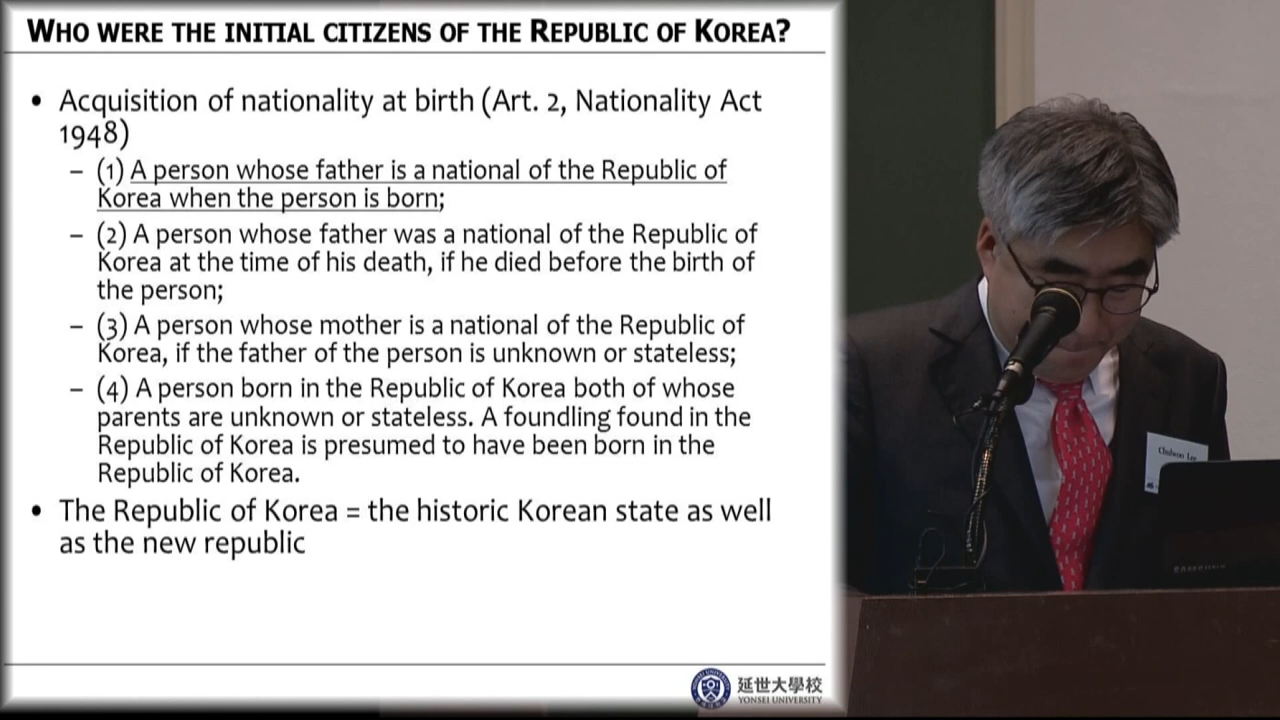 WHO WERE THE INITIAL CITIZENS OF THE REPUBLIC OF KOREA?
• Acquisition of nationality at birth (Art. 2, Nationality Act
1948)
– (1) A person whose father is a national of the Republic of
Korea when the person is born;
– (2) A person whose father was a national of the Republic of
Korea at the time of his death, if he died before the birth of
the person;
– (3) A person whose mother is a national of the Republic of
Korea, if the father of the person is unknown or stateless;
– (4) A person born in the Republic of Korea both of whose
parents are unknown or stateless. A foundling found in the
Republic of Korea is presumed to have been born in the
Republic of Korea.
• The Republic of Korea = the historic Korean state as well
as the new republic
延世大學校
YONSEI UNIVERSITY
Chulwoo Lee
SAMSUNG